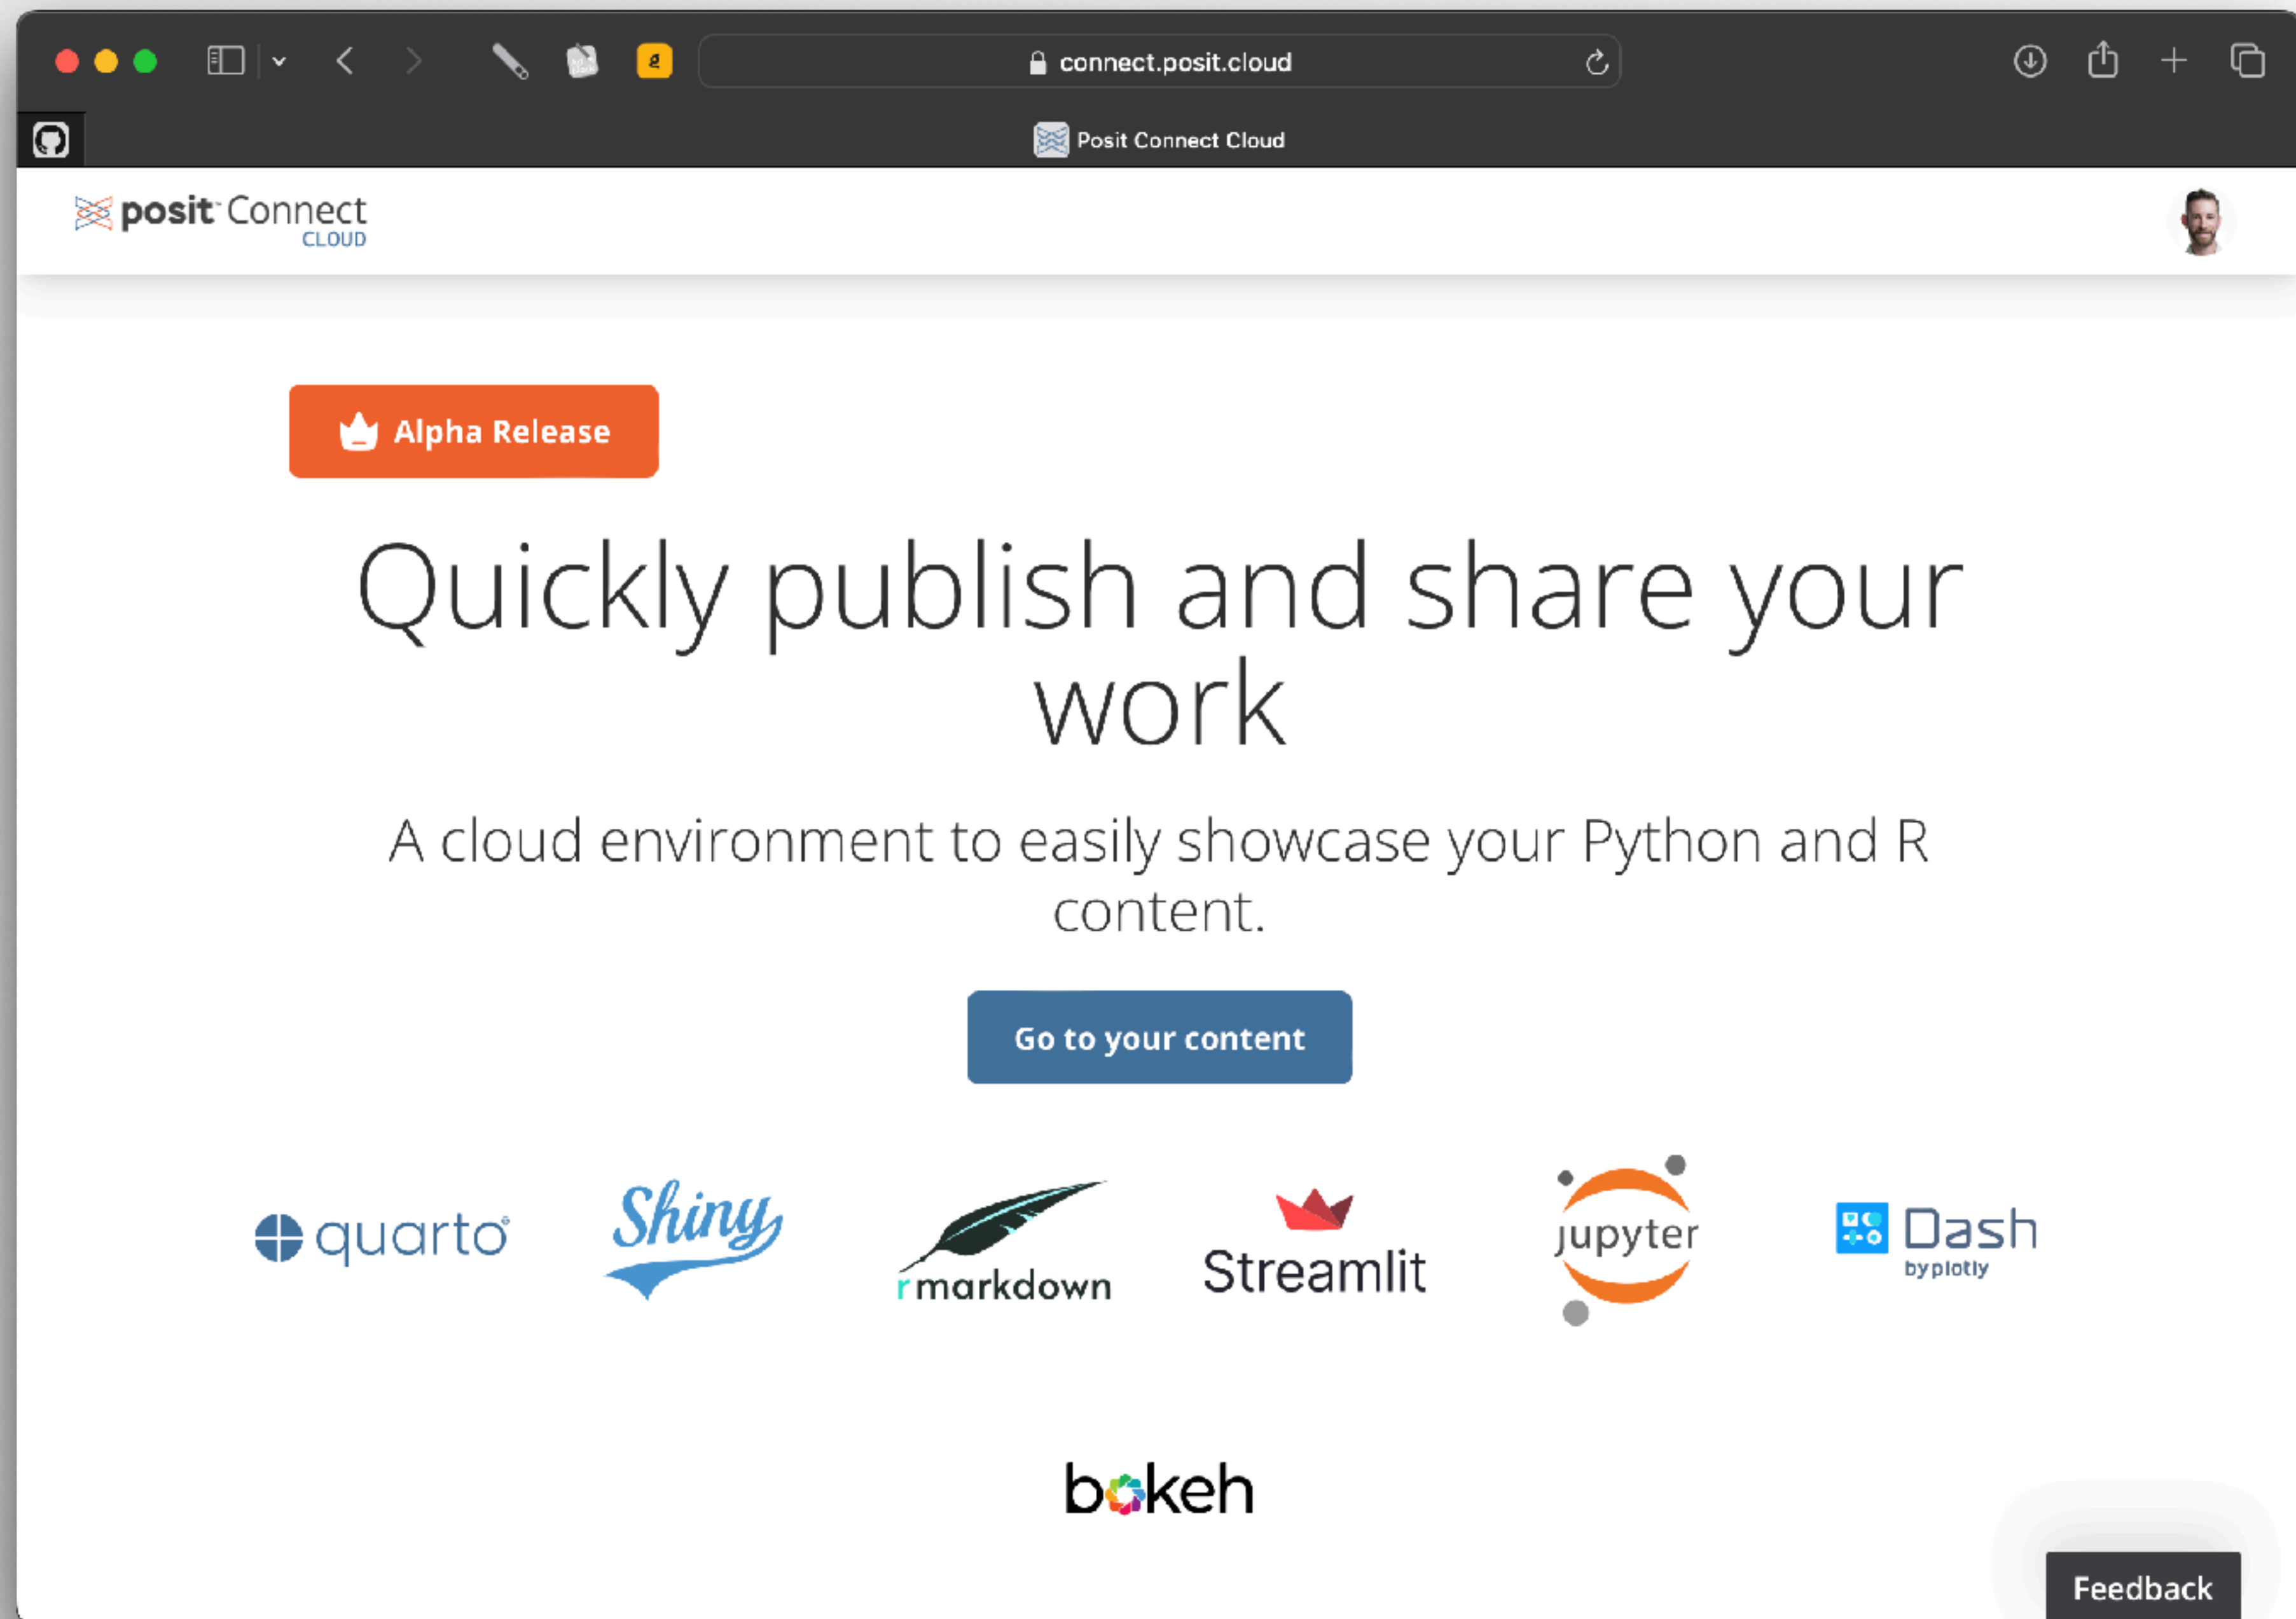 connect.posit.cloud
Posit Connect Cloud
posit™ Connect
CLOUD
Alpha Release
Quickly publish and share your
work
A cloud environment to easily showcase your Python and R
content.
Go to your content
quarto®
Shiny
rmarkdown
Streamlit
jupyter
Dash
by plotly
bokeh
Feedback